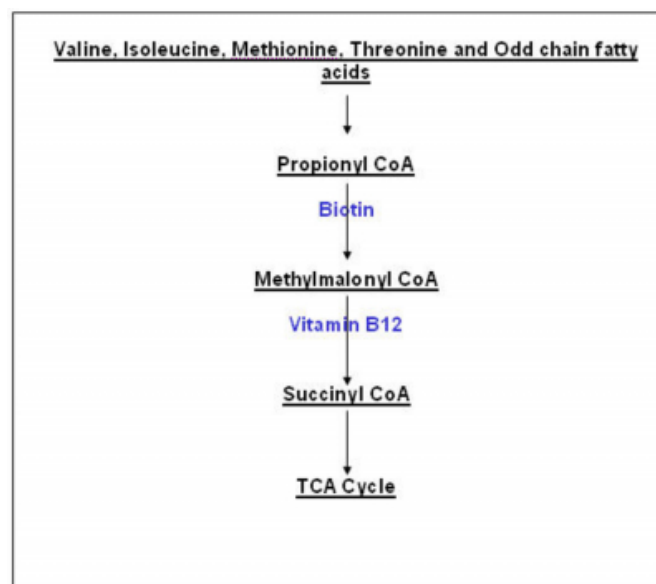 Valine, Isoleucine, Methionine, Threonine and Odd chain fatty
acids
Propionyl CoA
Biotin
Methylmalonyl CoA
Vitamin B12
Succinyl CoA
TCA Cycle